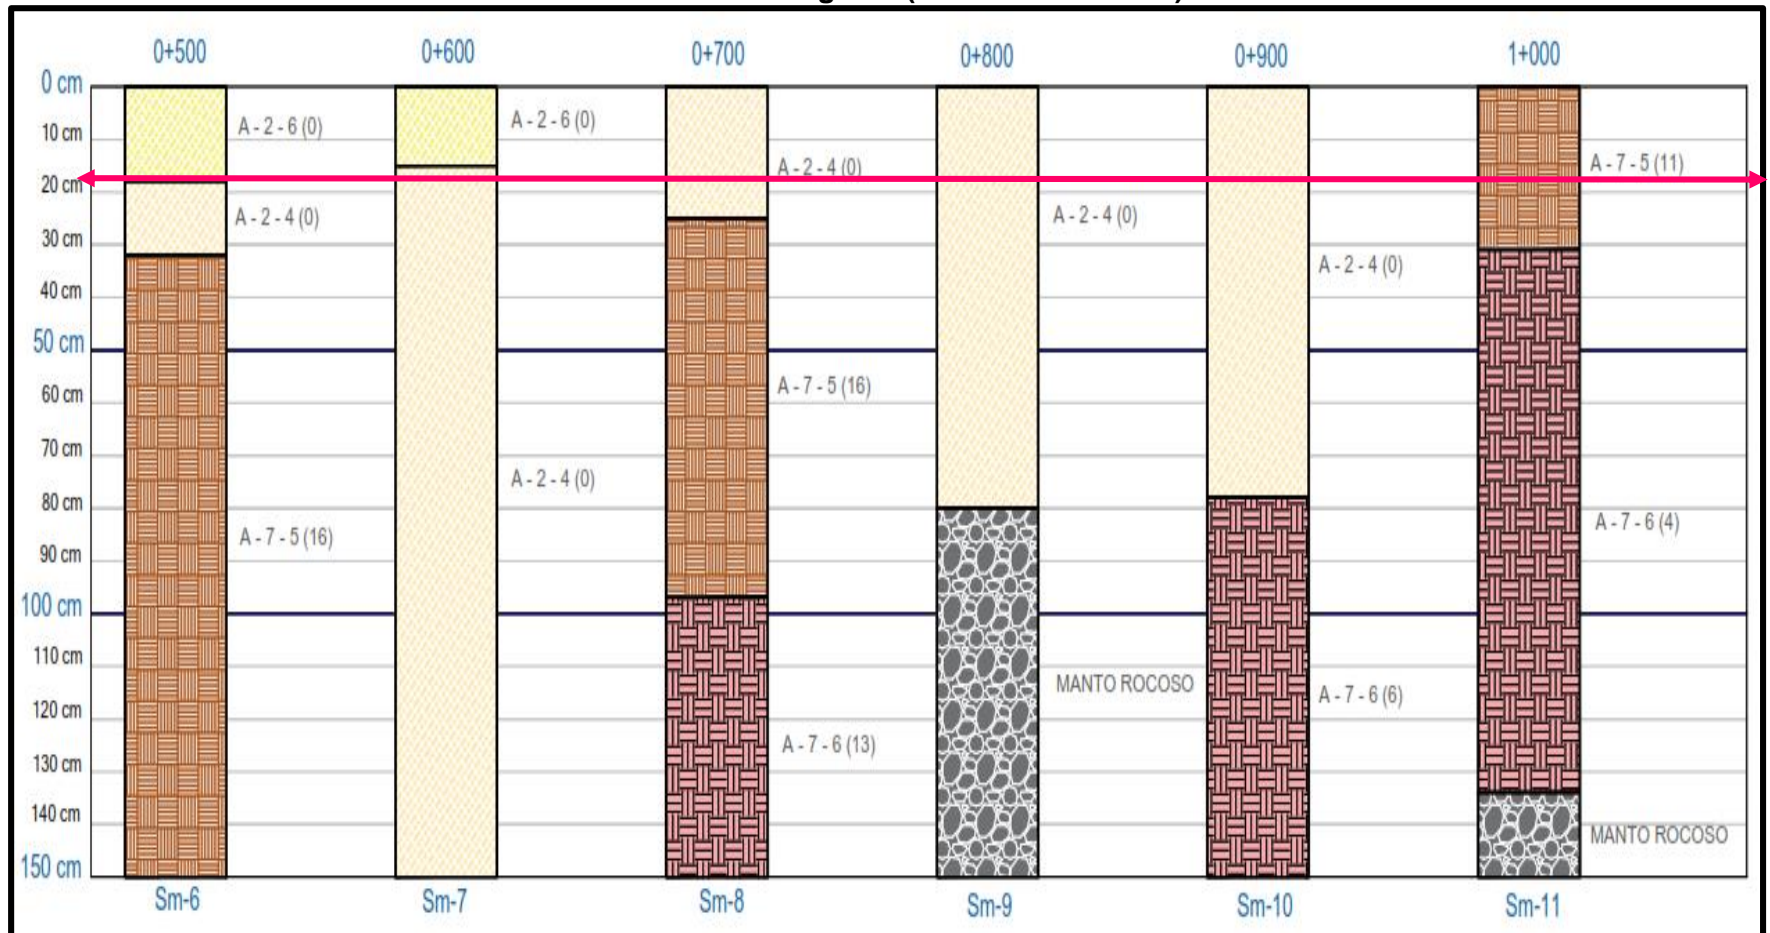 0+500 0+600 0+700 0+800 0+900 1+000
0 cm
A - 2 - 6 (0) A - 2 - 6 (0)
10 cm
A - 2 - 4 (0) A - 7 - 5 (11)
20 cm
A - 2 - 4 (0) A - 2 - 4 (0)
30 cm
A - 2 - 4 (0)
40 cm
50 cm
A - 7 - 5 (16)
60 cm
70 cm
A - 2 - 4 (0)
80 cm
A - 7 - 5 (16) A - 7 - 6 (4)
90 cm
100 cm
110 cm
MANTO ROCOSO A - 7 - 6 (6)
120 cm
A - 7 - 6 (13)
130 cm
140 cm
MANTO ROCOSO
150 cm
Sm-6 Sm-7 Sm-8 Sm-9 Sm-10 Sm-11